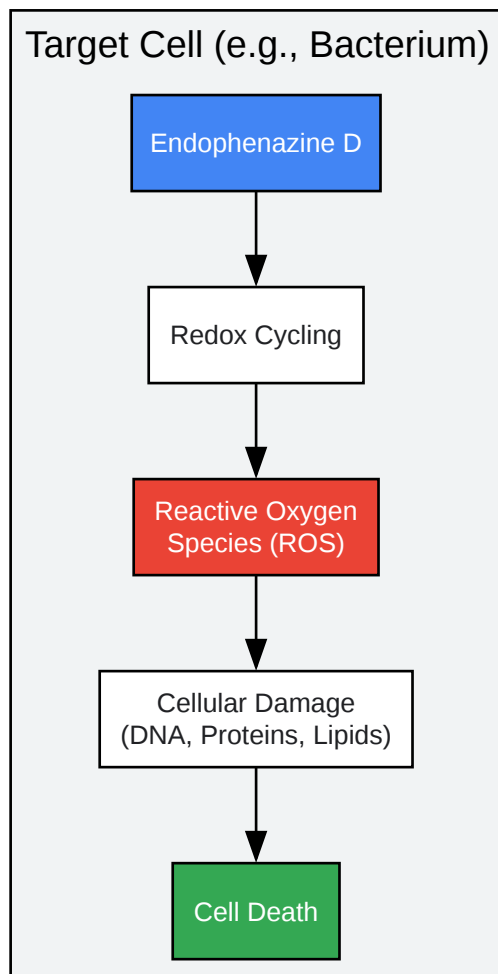 Target Cell (e.g., Bacterium)
Endophenazine D
Redox Cycling
Reactive Oxygen
Species (ROS)
Cellular Damage
(DNA, Proteins, Lipids)
Cell Death